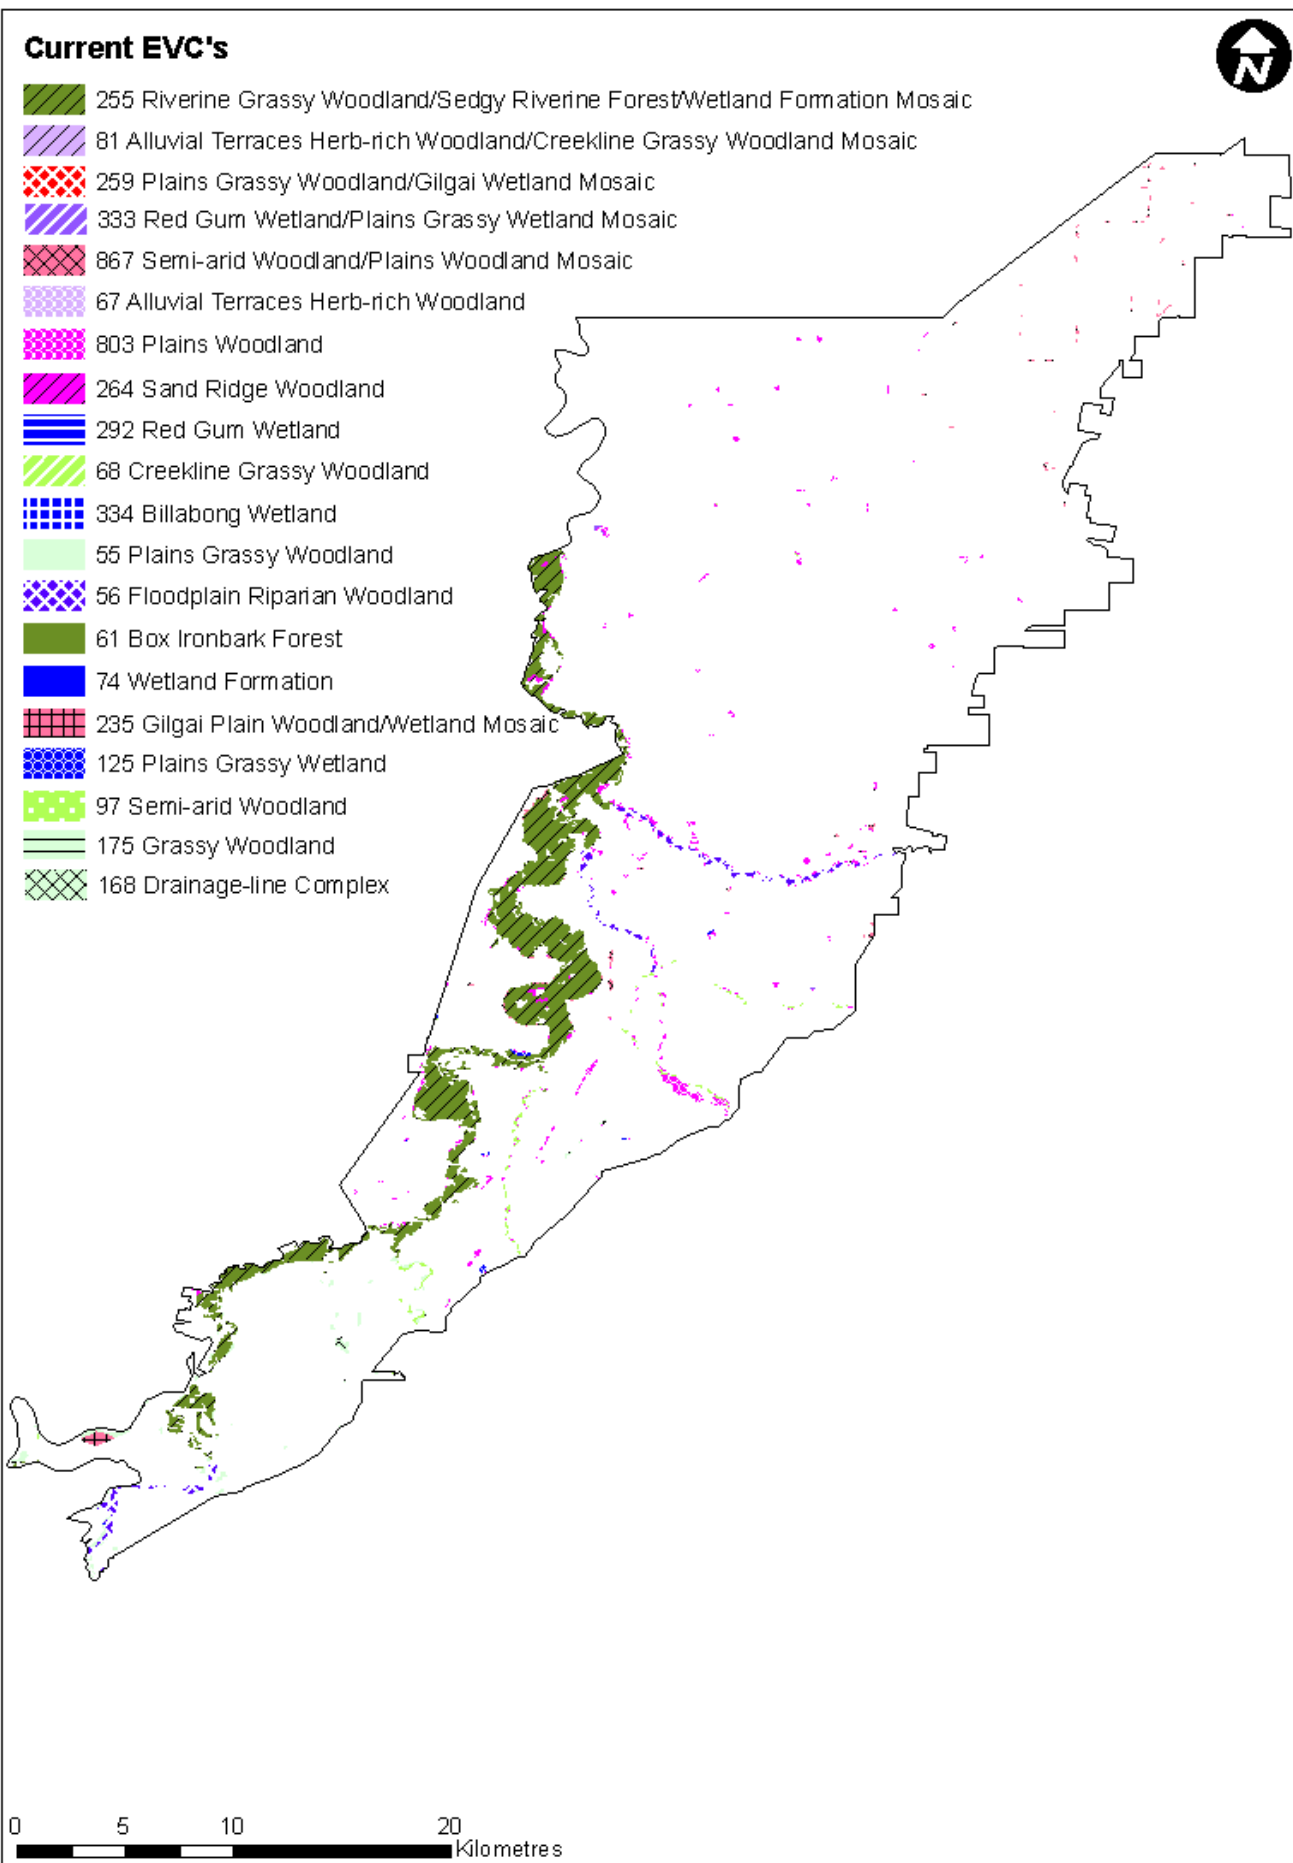 Current EVC's
N
255 Riverine Grassy Woodland/Sedgy Riverine Forest/Wetland Formation Mosaic
81 Alluvial Terraces Herb-rich Woodland/Creekline Grassy Woodland Mosaic
259 Plains Grassy Woodland/Gilgai Wetland Mosaic
333 Red Gum Wetland/Plains Grassy Wetland Mosaic
867 Semi-arid Woodland/Plains Woodland Mosaic
67 Alluvial Terraces Herb-rich Woodland
803 Plains Woodland
264 Sand Ridge Woodland
292 Red Gum Wetland
68 Creekline Grassy Woodland
334 Billabong Wetland
55 Plains Grassy Woodland
56 Floodplain Riparian Woodland
61 Box Ironbark Forest
74 Wetland Formation
235 Gilgai Plain Woodland/Wetland Mosaic
125 Plains Grassy Wetland
97 Semi-arid Woodland
175 Grassy Woodland
168 Drainage-line Complex
0 5 10 20
Kilometres